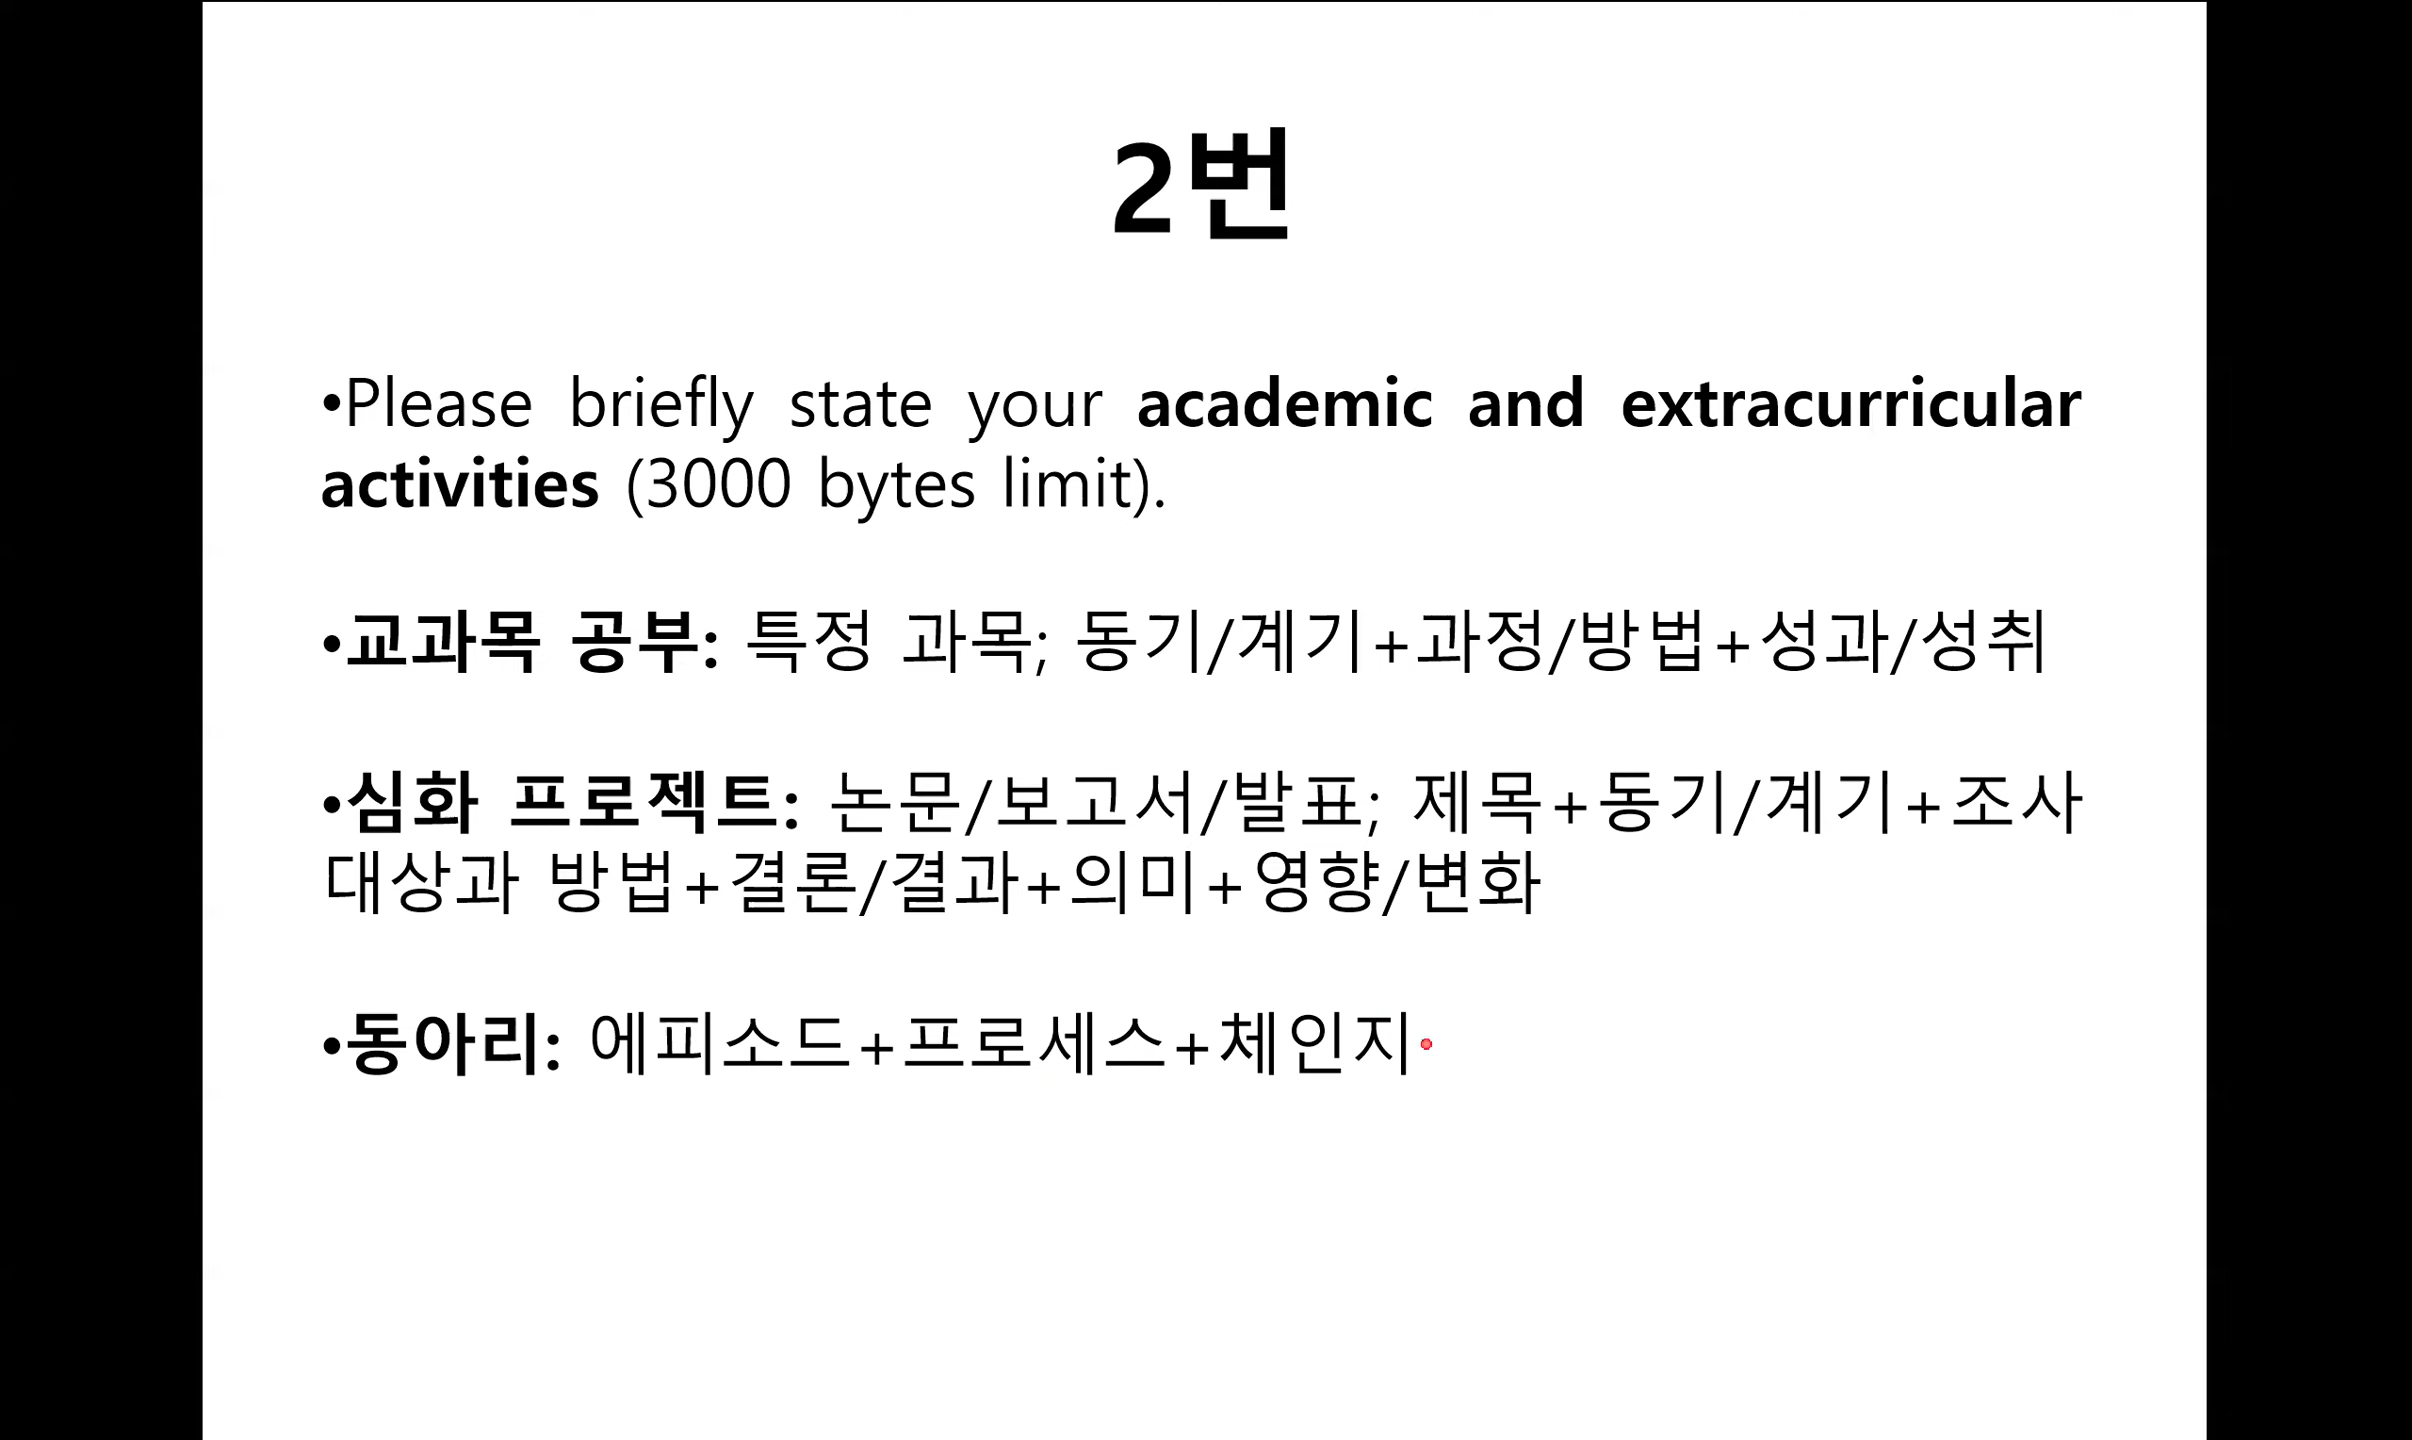 2번
•Please briefly state your academic and extracurricular
activities (3000 bytes limit).
•교과목 공부: 특정 과목; 동기/계기+과정/방법+성과/성취
•심화 프로젝트: 논문/보고서/발표; 제목+동기/계기+조사
대상과 방법+결론/결과+의미+영향/변화
•동아리: 에피소드+프로세스+체인지